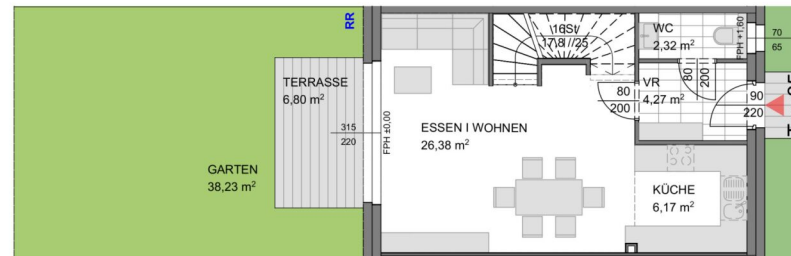 RR
16St
17,8 / 25
WC
2,32 m²
FPH +1,60
70
65
TERRASSE
6,80 m²
80
200
VR
4,27 m²
80
200
90
220
315
220
FPH ±0,00
ESSEN I WOHNEN
26,38 m²
GARTEN
38,23 m²
KÜCHE
6,17 m²